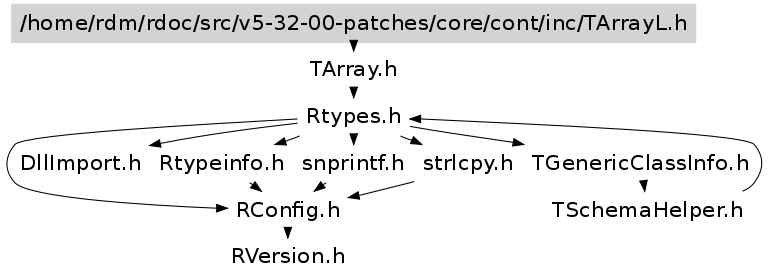 /home/rdm/rdoc/src/v5-32-00-patches/core/cont/inc/TArrayL.h
TArray.h
Rtypes.h
DllImport.h Rtypeinfo.h snprintf.h strlcpy.h TGenericClassInfo.h
RConfig.h TSchemaHelper.h
RVersion.h